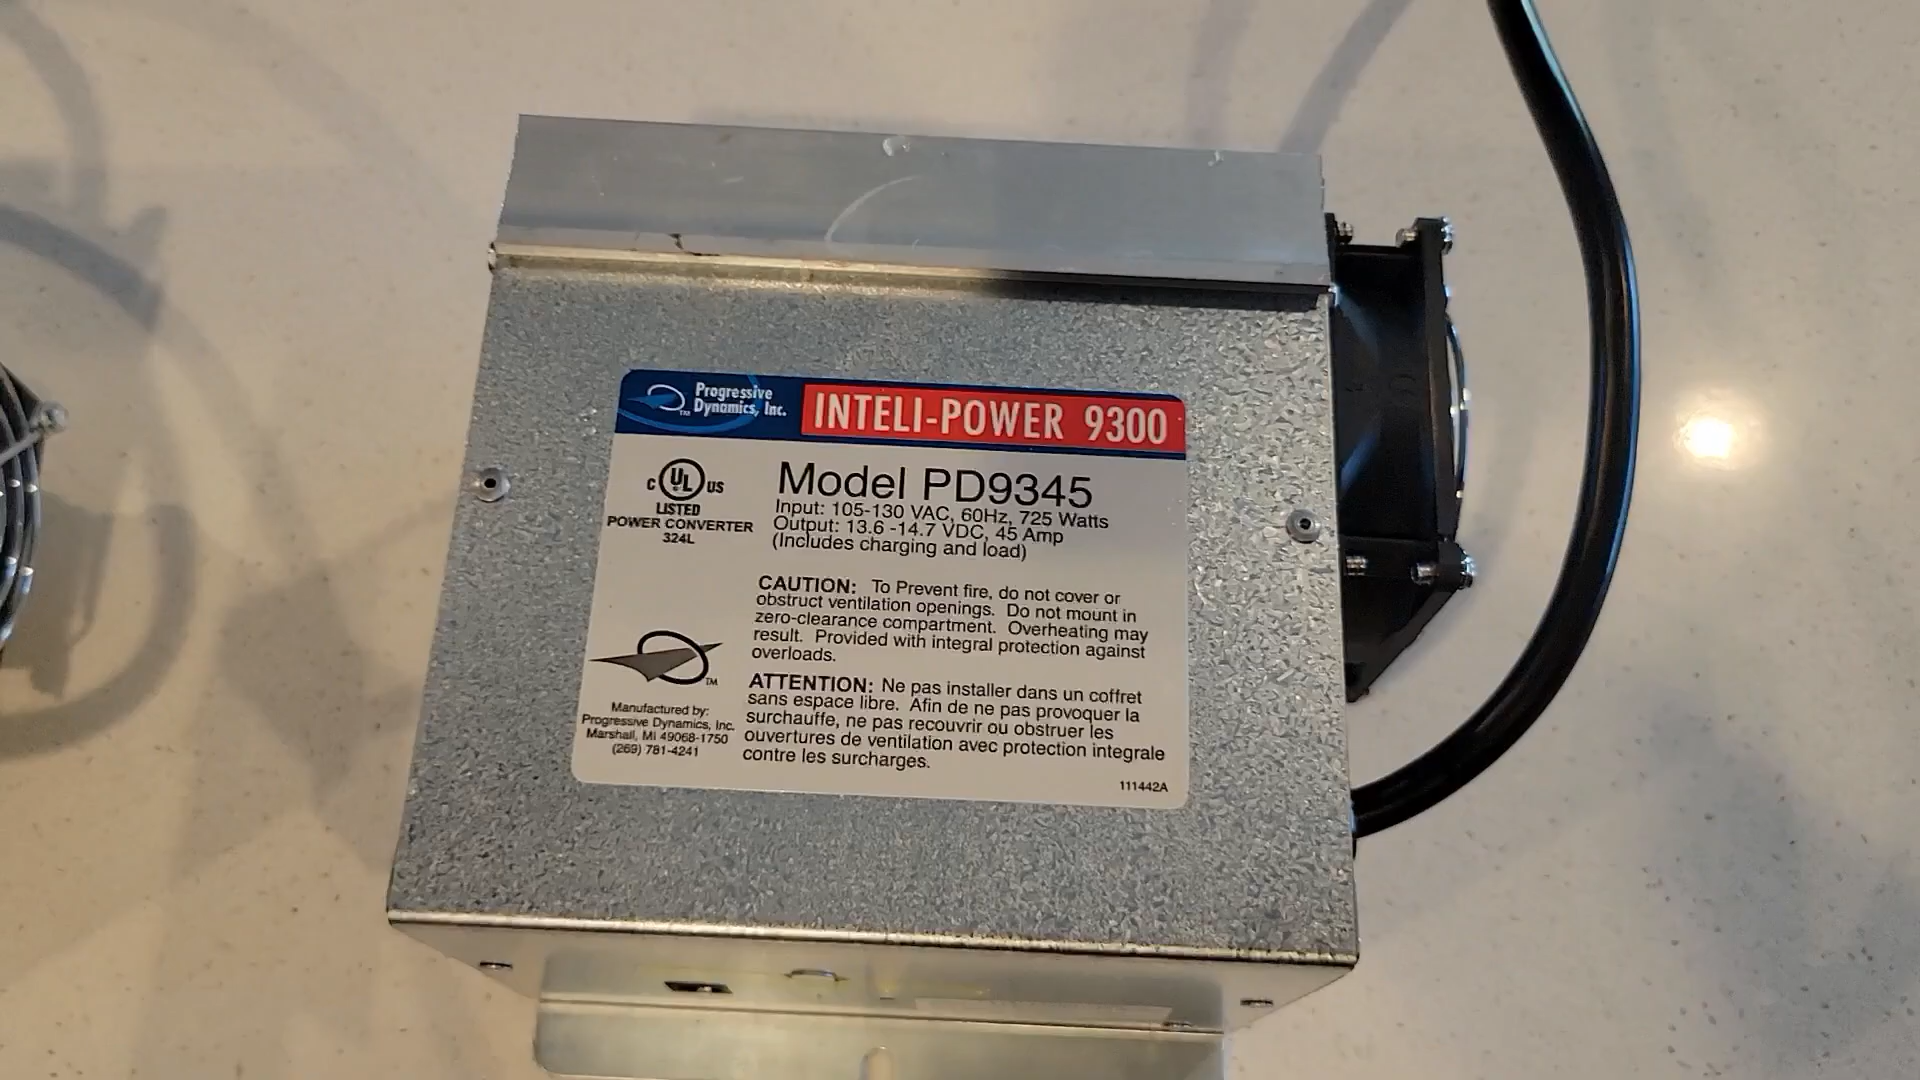 Progressive
Dynamics, Inc.
TM
INTELI-POWER 9300
C UL US
LISTED
POWER CONVERTER
324L
Model PD9345
Input: 105-130 VAC, 60Hz, 725 Watts
Output: 13.6 -14.7 VDC, 45 Amp
(Includes charging and load)
CAUTION: To Prevent fire, do not cover or
obstruct ventilation openings. Do not mount in
zero-clearance compartment. Overheating may
result. Provided with integral protection against
overloads.
TM
ATTENTION: Ne pas installer dans un coffret
sans espace libre. Afin de ne pas provoquer la
surchauffe, ne pas recouvrir ou obstruer les
ouvertures de ventilation avec protection integrale
contre les surcharges.
Manufactured by:
Progressive Dynamics, Inc.
Marshall, MI 49068-1750
(269) 781-4241
111442A